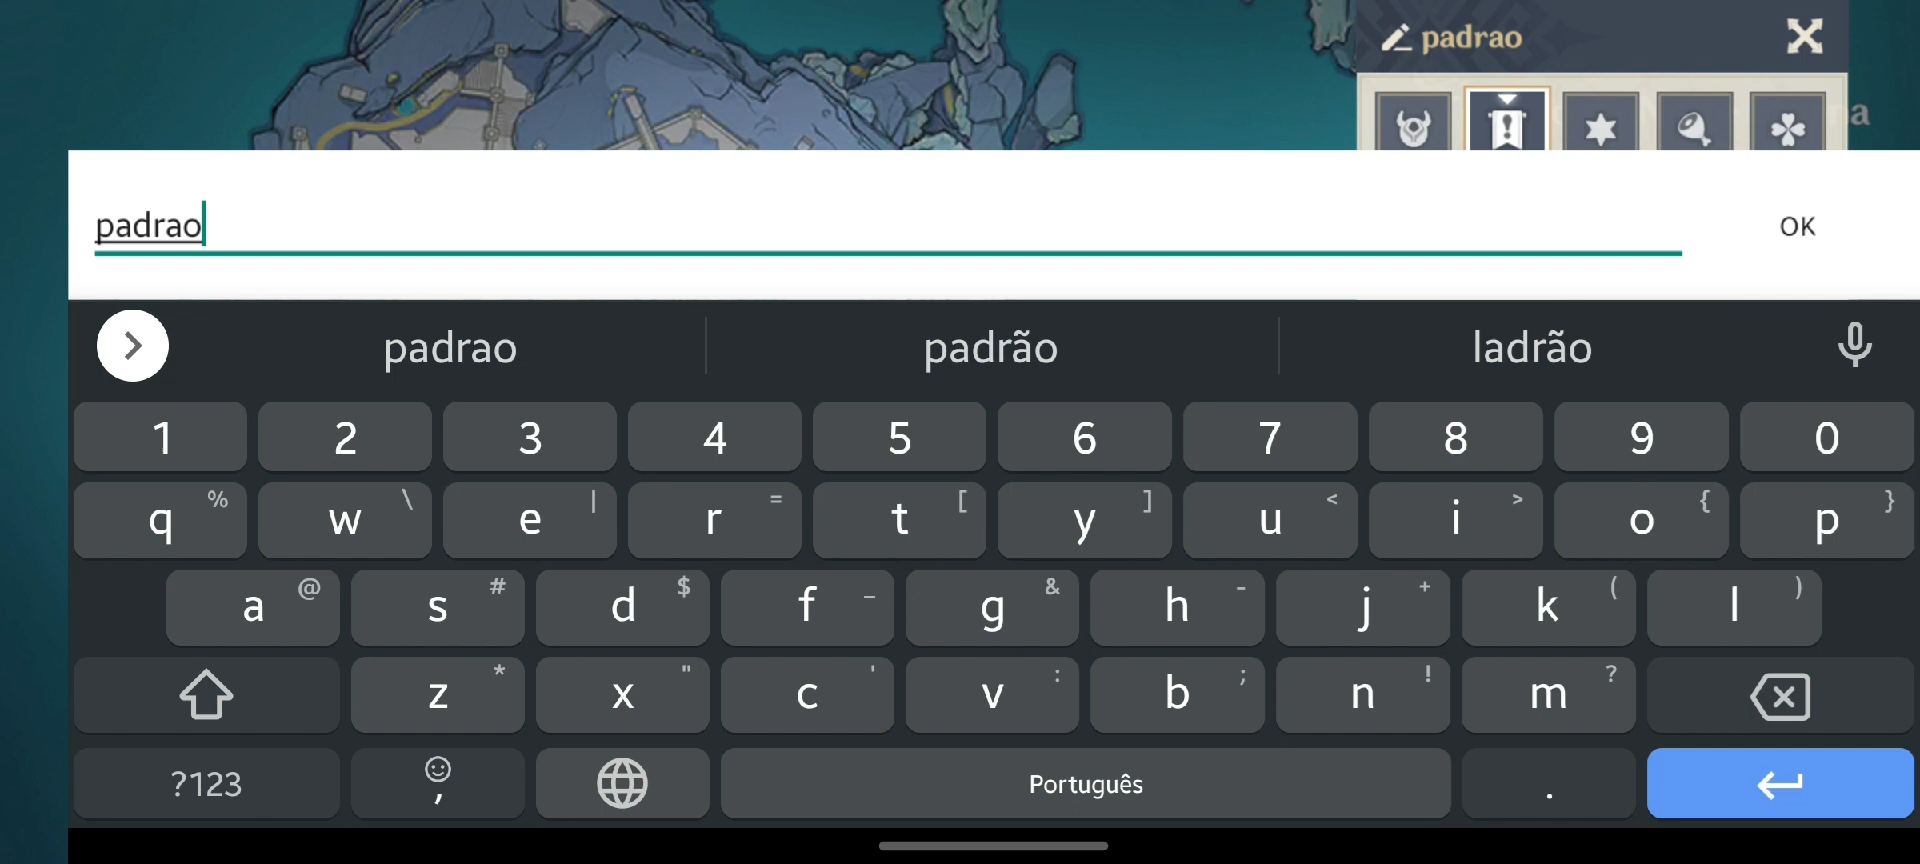 padrao
a
padrao
OK
padrao padrão ladrão
1 2 3 4 5 6 7 8 9 0
q % w \ e | r = t [ y ] u < i > o { p }
a @ s # d $ f _ g & h - j + k ( l )
z * x " c ' v : b ; n ! m ?
?123 , Português .